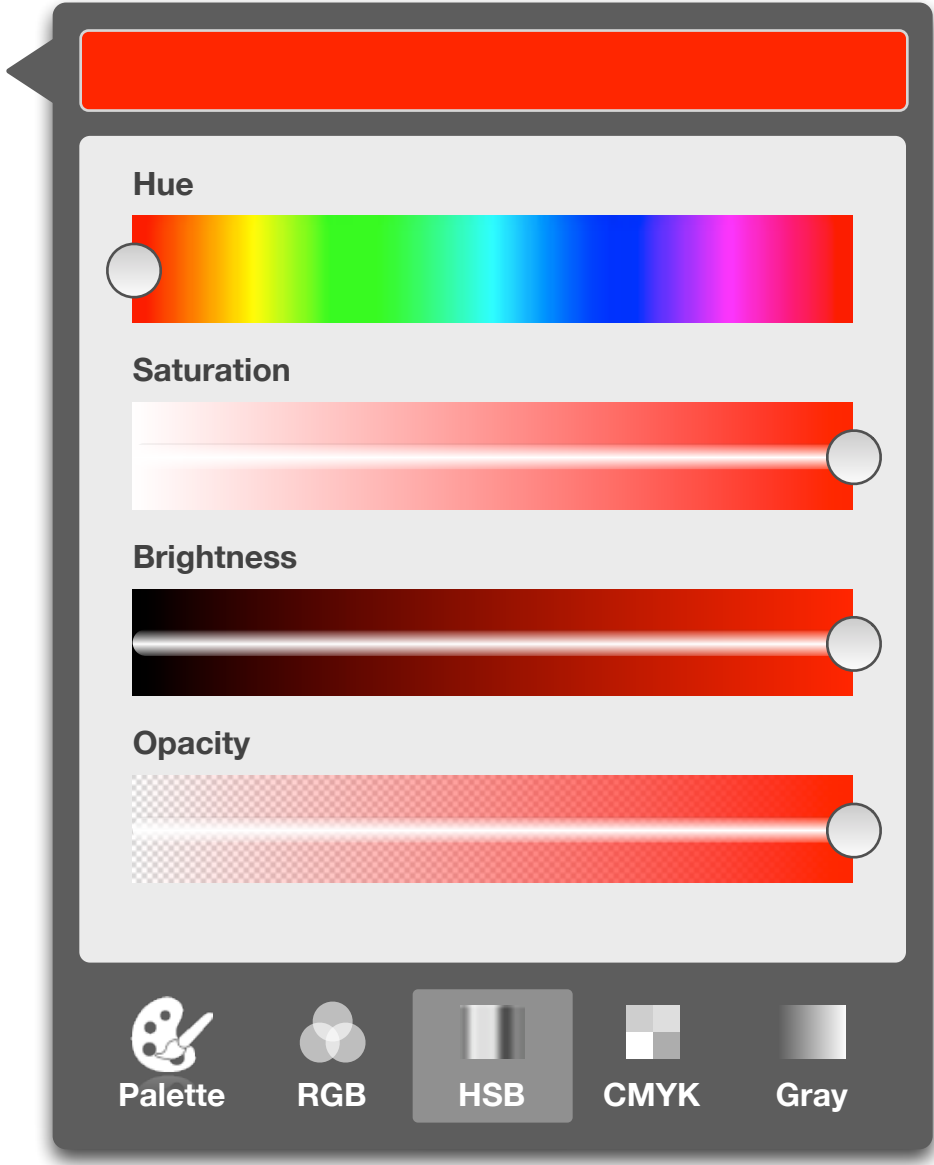 Hue
Saturation
Brightness
Opacity
Palette RGB HSB CMYK Gray